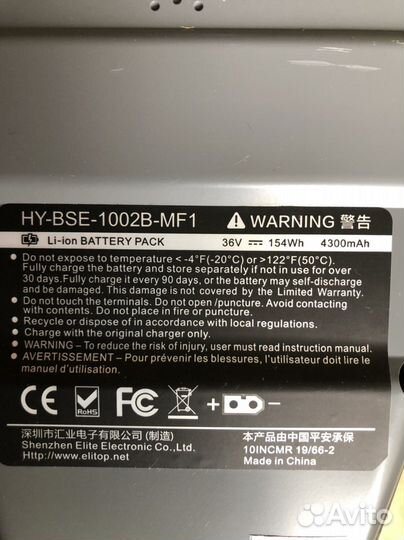 HY-BSE-1002B-MF1 WARNING 警告
Li-ion BATTERY PACK 36V 154Wh 4300mAh
• Do not expose to temperature < -4°F(-20°C) or >122°F(50°C).
Fully charge the battery and store separately if not in use for over
30 days.Fully charge it every 90 days, or the battery may self-discharge
and be damaged. This is not covered by the Limited Warranty.
• Do not touch the terminals. Do not open /puncture. Avoid contacting
with contents. Do not place in fire or puncture.
• Recycle or dispose of in accordance with local regulations.
• Charge with the original charger only.
• WARNING – To reduce the risk of injury, user must read instruction manual.
• AVERTISSEMENT – Pour prévenir les blessures, l'utilisateur doit lire le
manuel d'utilisation.
CE RoHS FC + −
深圳市汇业电子有限公司 (制造) 本产品由中国平安承保
Shenzhen Elite Electronic Co.,Ltd. 10INCMR 19/66-2
Http://www.elitop.net/ Made in China
Avito